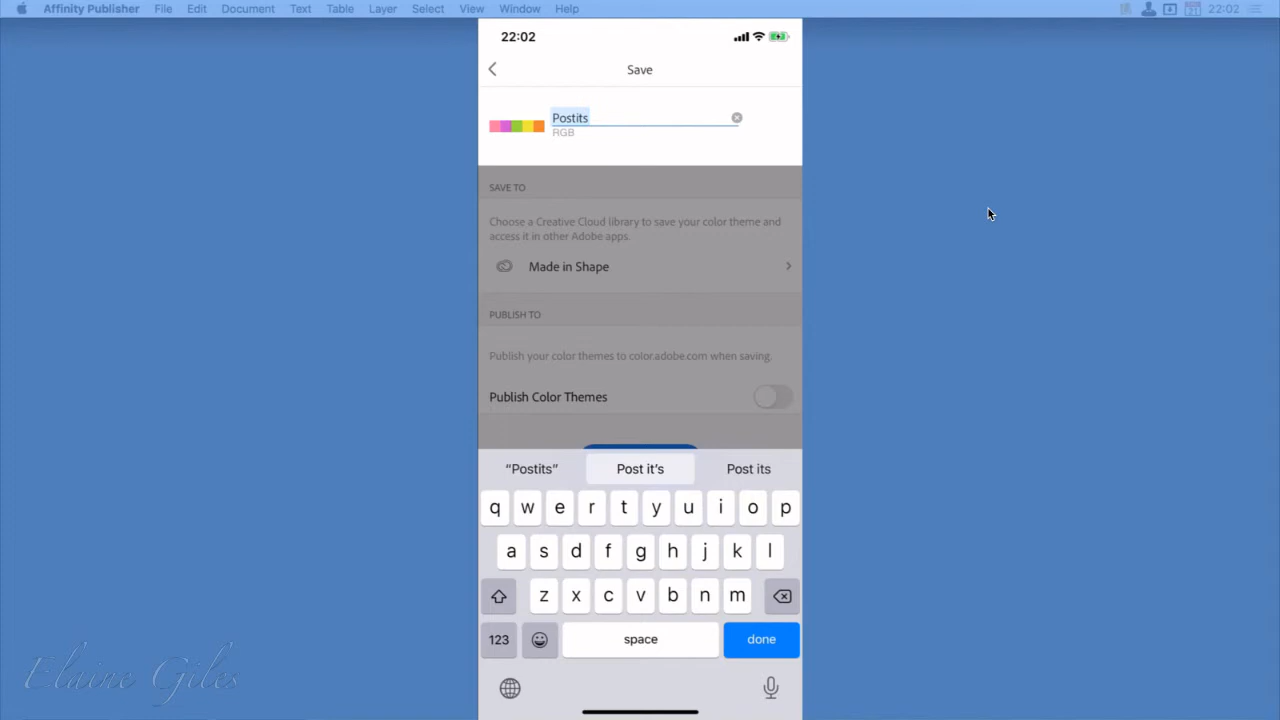 Affinity Publisher File Edit Document Text Table Layer Select View Window Help 22:02
22:02
Save
Postits
RGB
SAVE TO
Choose a Creative Cloud library to save your color theme and
access it in other Adobe apps.
Made in Shape
PUBLISH TO
Publish your color themes to color.adobe.com when saving.
Publish Color Themes
“Postits” Post it’s Post its
q w e r t y u i o p
a s d f g h j k l
z x c v b n m
123 space done
Elaine Giles